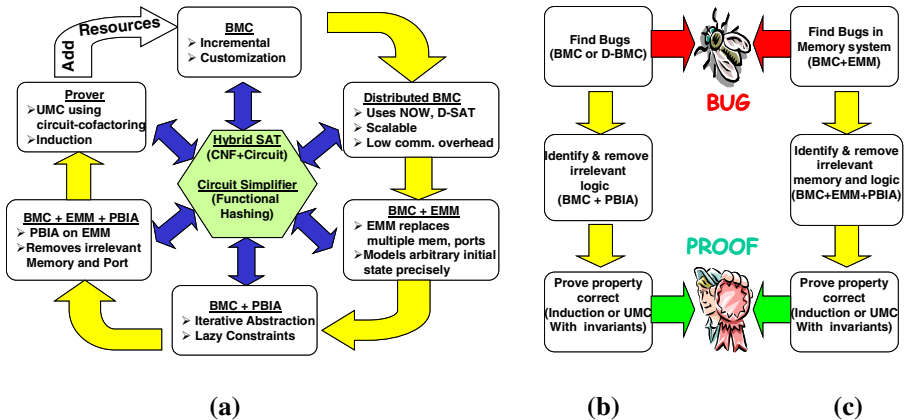 Add Resources
BMC
➢ Incremental
➢ Customization
Distributed BMC
➢ Uses NOW, D-SAT
➢ Scalable
➢ Low comm. overhead
BMC + EMM
➢ EMM replaces
multiple mem, ports
➢ Models arbitrary initial
state precisely
BMC + PBIA
➢ Iterative Abstraction
➢ Lazy Constraints
BMC + EMM + PBIA
➢ PBIA on EMM
➢ Removes irrelevant
Memory and Port
Prover
➢ UMC using
circuit-cofactoring
➢ Induction
Hybrid SAT
(CNF+Circuit)
Circuit Simplifier
(Functional
Hashing)
(a)
Find Bugs
(BMC or D-BMC)
Identify & remove
irrelevant
logic
(BMC + PBIA)
Prove property
correct
(Induction or UMC
With invariants)
(b)
BUG
PROOF
Find Bugs in
Memory system
(BMC+EMM)
Identify & remove
irrelevant
memory and logic
(BMC+EMM+PBIA)
Prove property
correct
(Induction or UMC
With invariants)
(c)